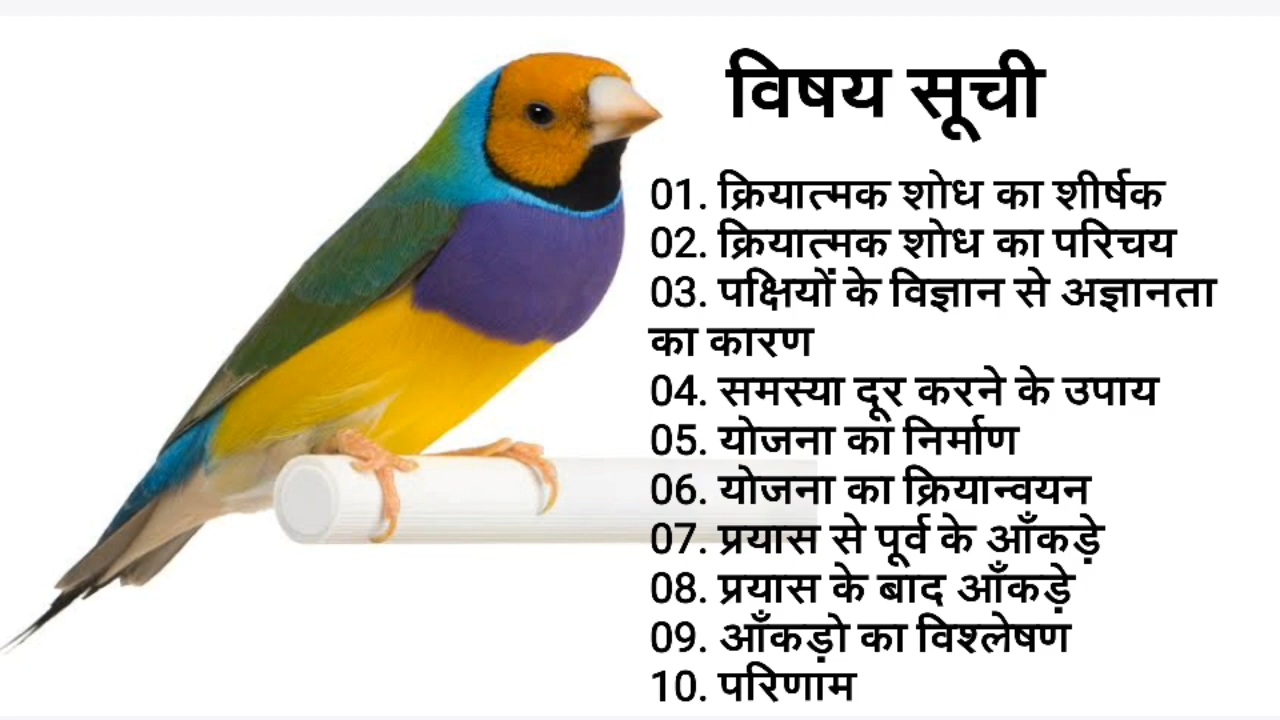 विषय सूची
01. क्रियात्मक शोध का शीर्षक
02. क्रियात्मक शोध का परिचय
03. पक्षियों के विज्ञान से अज्ञानता
का कारण
04. समस्या दूर करने के उपाय
05. योजना का निर्माण
06. योजना का क्रियान्वयन
07. प्रयास से पूर्व के आँकड़े
08. प्रयास के बाद आँकड़े
09. आँकड़ो का विश्लेषण
10. परिणाम